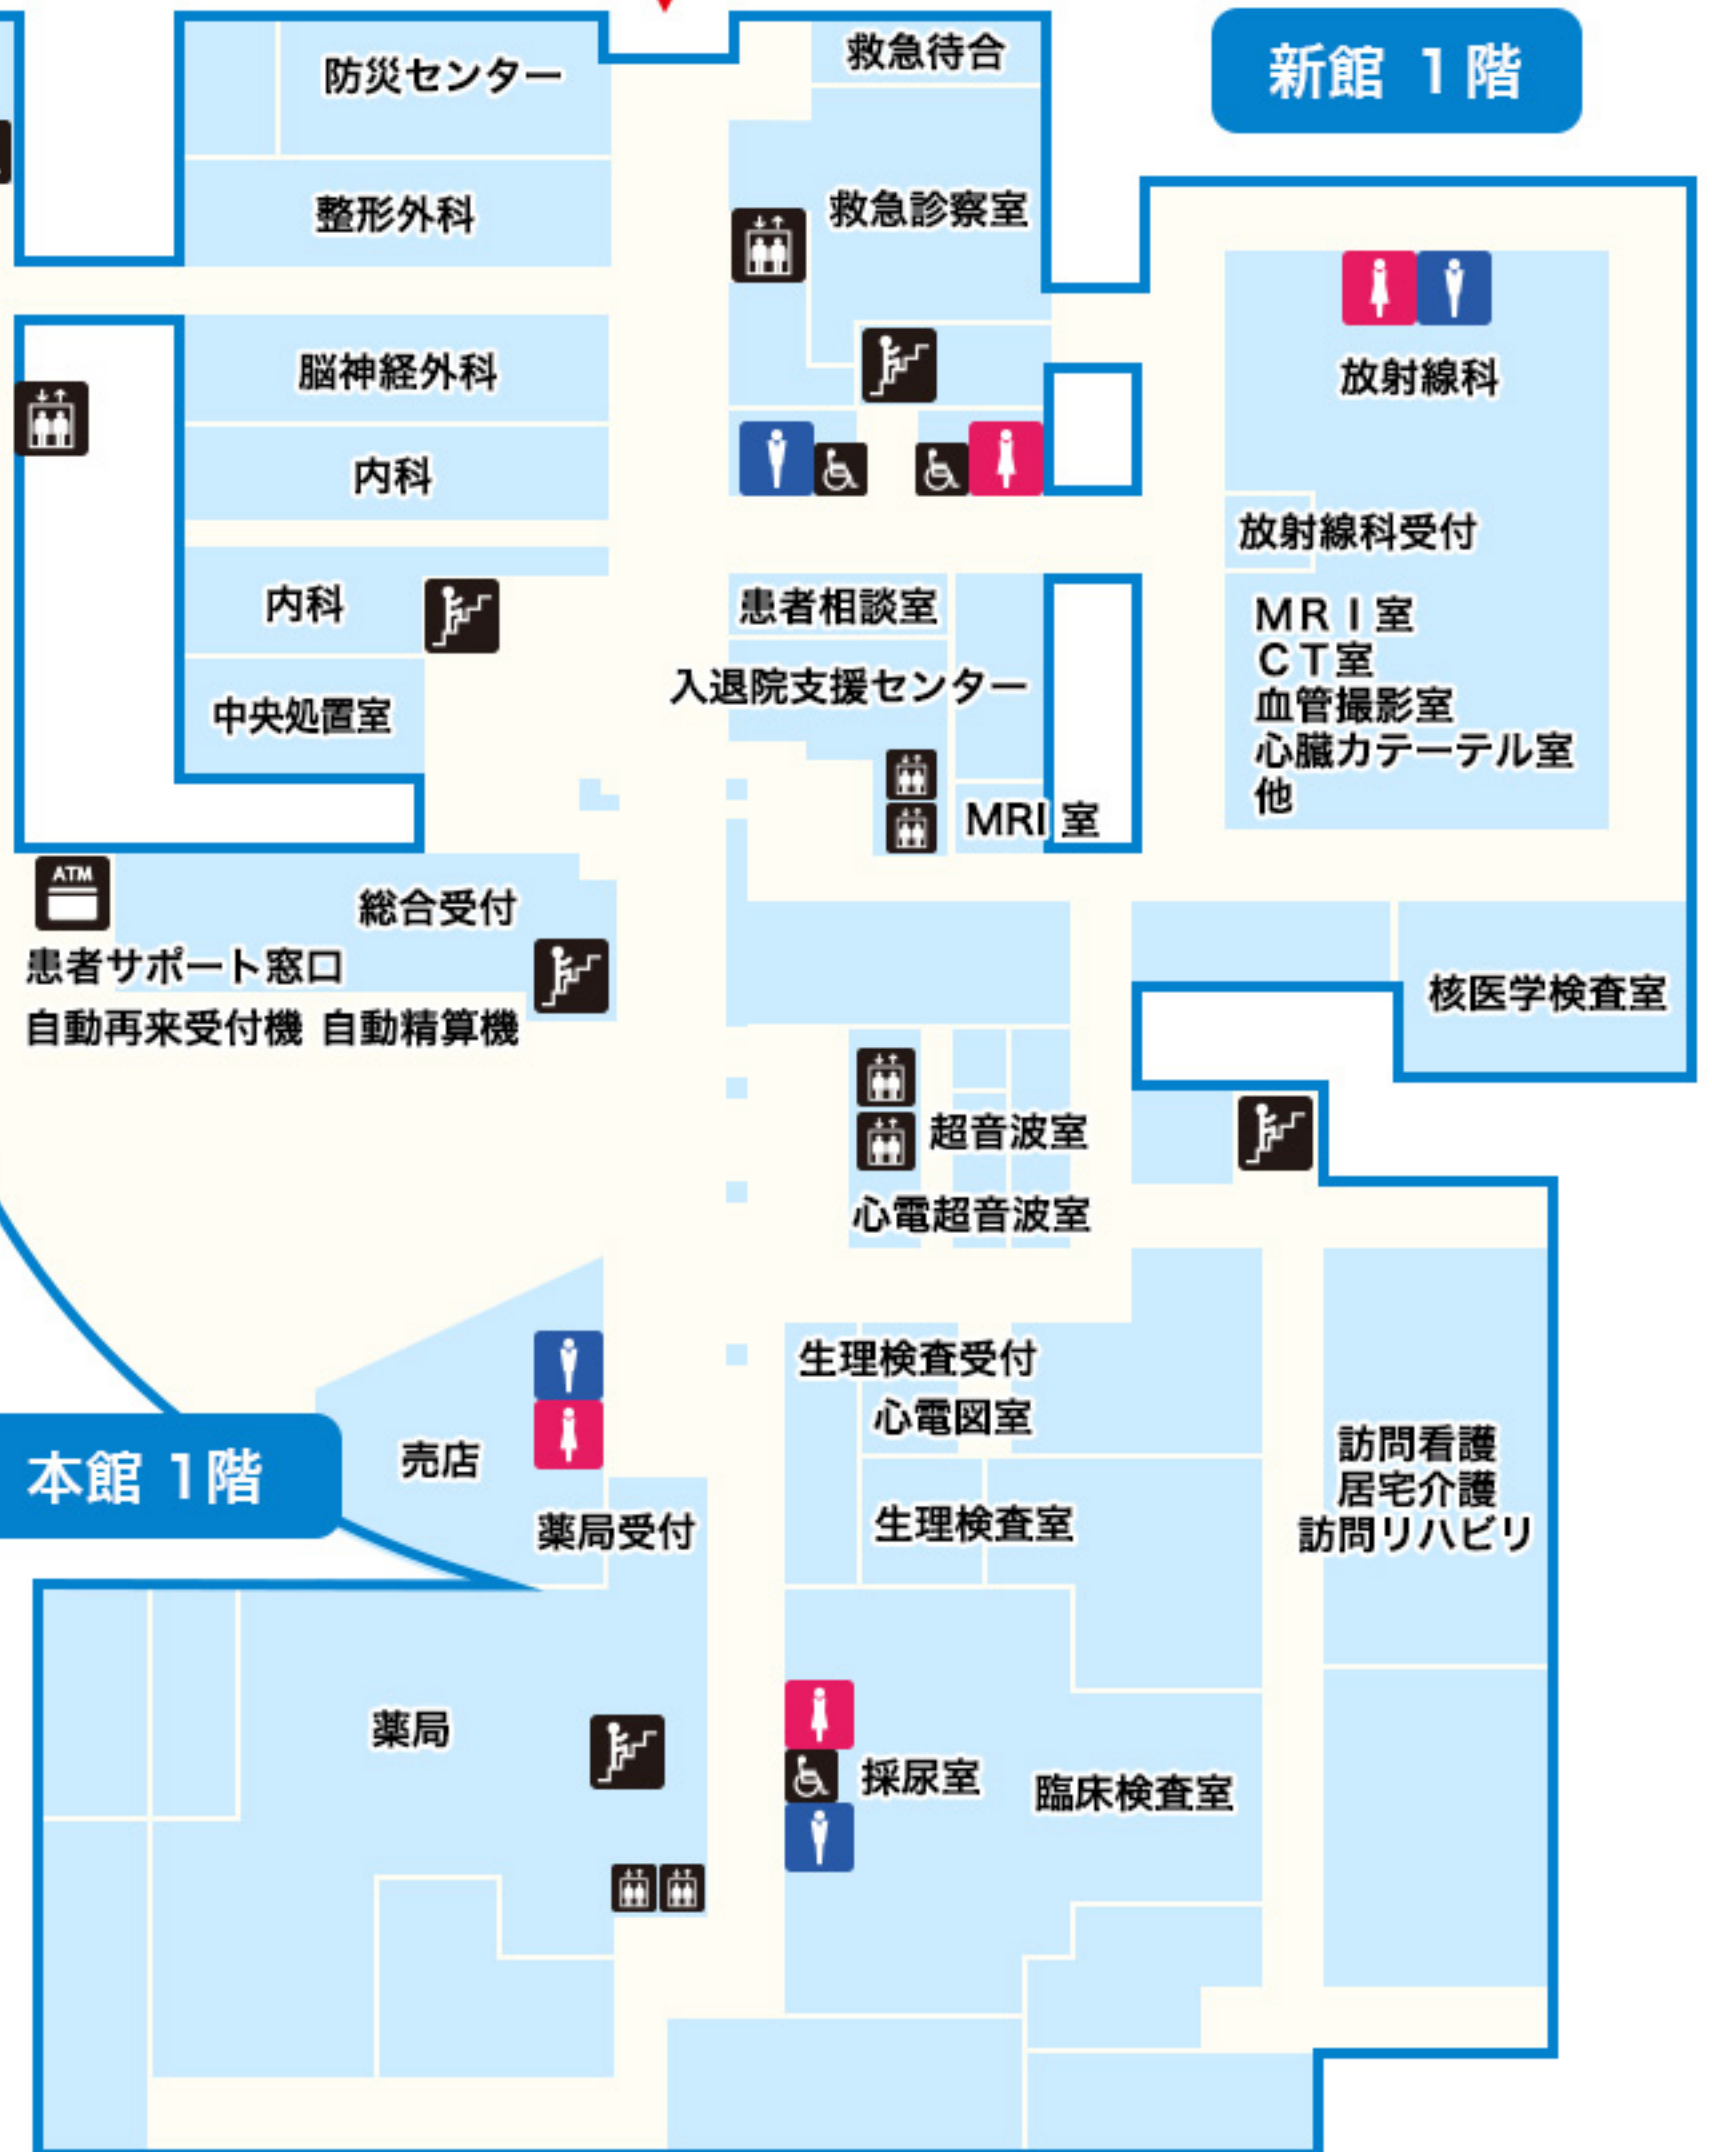 新館 1階
防災センター
救急待合
整形外科
救急診察室
脳神経外科
放射線科
内科
放射線科受付
内科
患者相談室
MRI室
CT室
血管撮影室
心臓カテーテル室
他
入退院支援センター
中央処置室
MRI室
ATM
総合受付
患者サポート窓口
自動再来受付機 自動精算機
核医学検査室
超音波室
心電超音波室
生理検査受付
心電図室
本館 1階
売店
薬局受付
生理検査室
訪問看護
居宅介護
訪問リハビリ
薬局
採尿室
臨床検査室